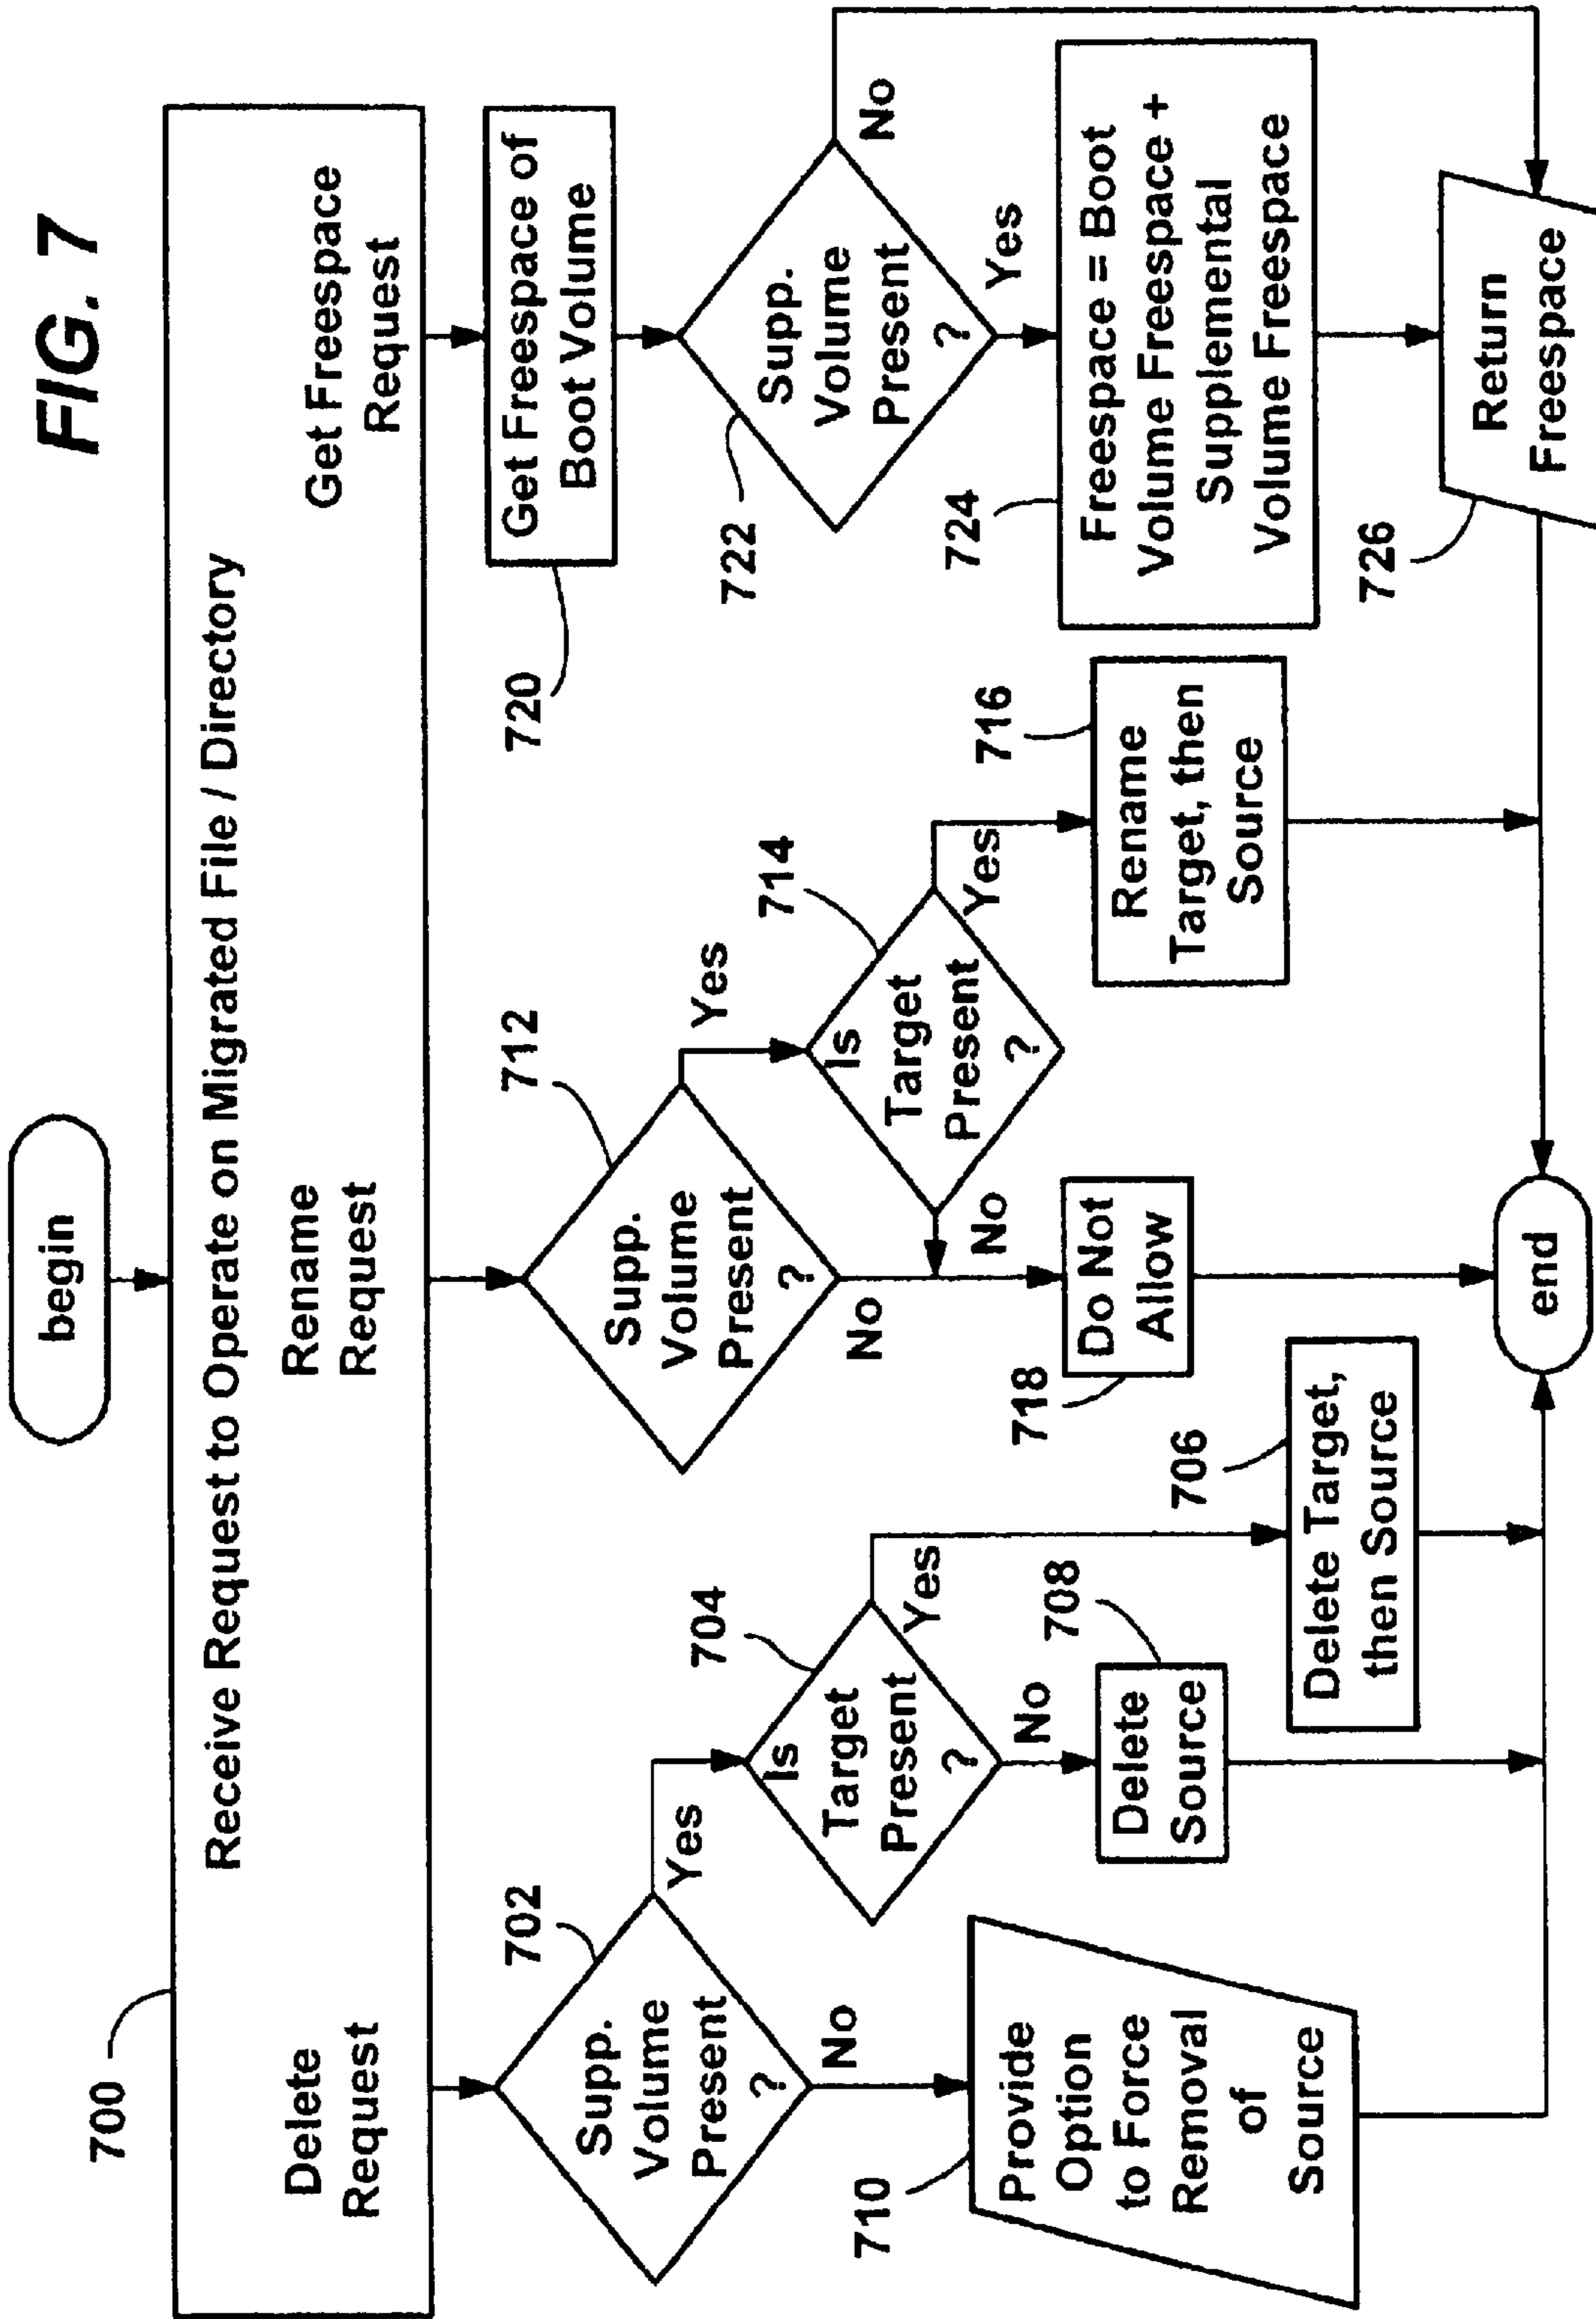 FIG. 7
begin
700
Receive Request to Operate on Migrated File / Directory
Delete
Request
Rename
Request
Get Freespace
Request
702
Supp.
Volume
Present
?
Yes
No
704
Is
Target
Present
?
Yes
No
706
Delete Target,
then Source
708
Delete
Source
710
Provide
Option
to Force
Removal
of
Source
712
Supp.
Volume
Present
?
Yes
No
714
Is
Target
Present
?
Yes
No
716
Rename
Target, then
Source
718
Do Not
Allow
720
Get Freespace of
Boot Volume
722
Supp.
Volume
Present
?
No
Yes
724
Freespace = Boot
Volume Freespace +
Supplemental
Volume Freespace
726
Return
Freespace
end